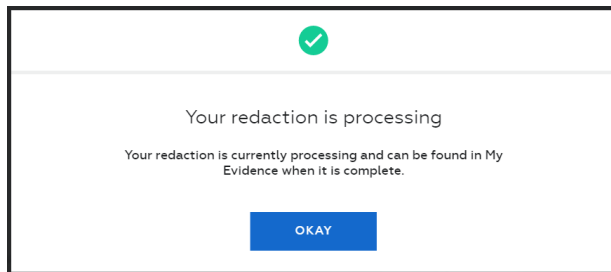 Your redaction is processing
Your redaction is currently processing and can be found in My
Evidence when it is complete.
OKAY